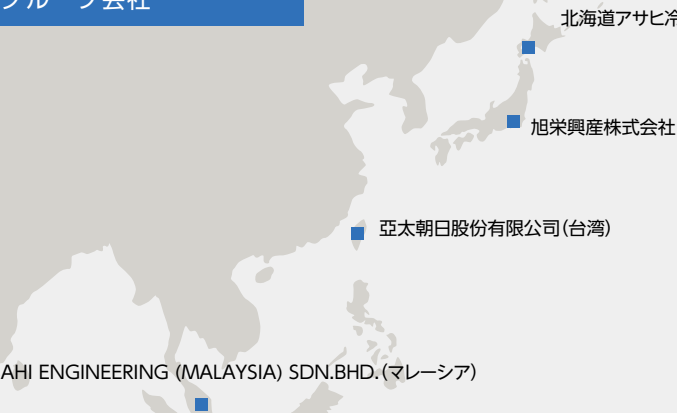 グループ会社
北海道アサヒ冷
旭栄興産株式会社
亞太朝日股份有限公司(台湾)
AHI ENGINEERING (MALAYSIA) SDN.BHD.(マレーシア)